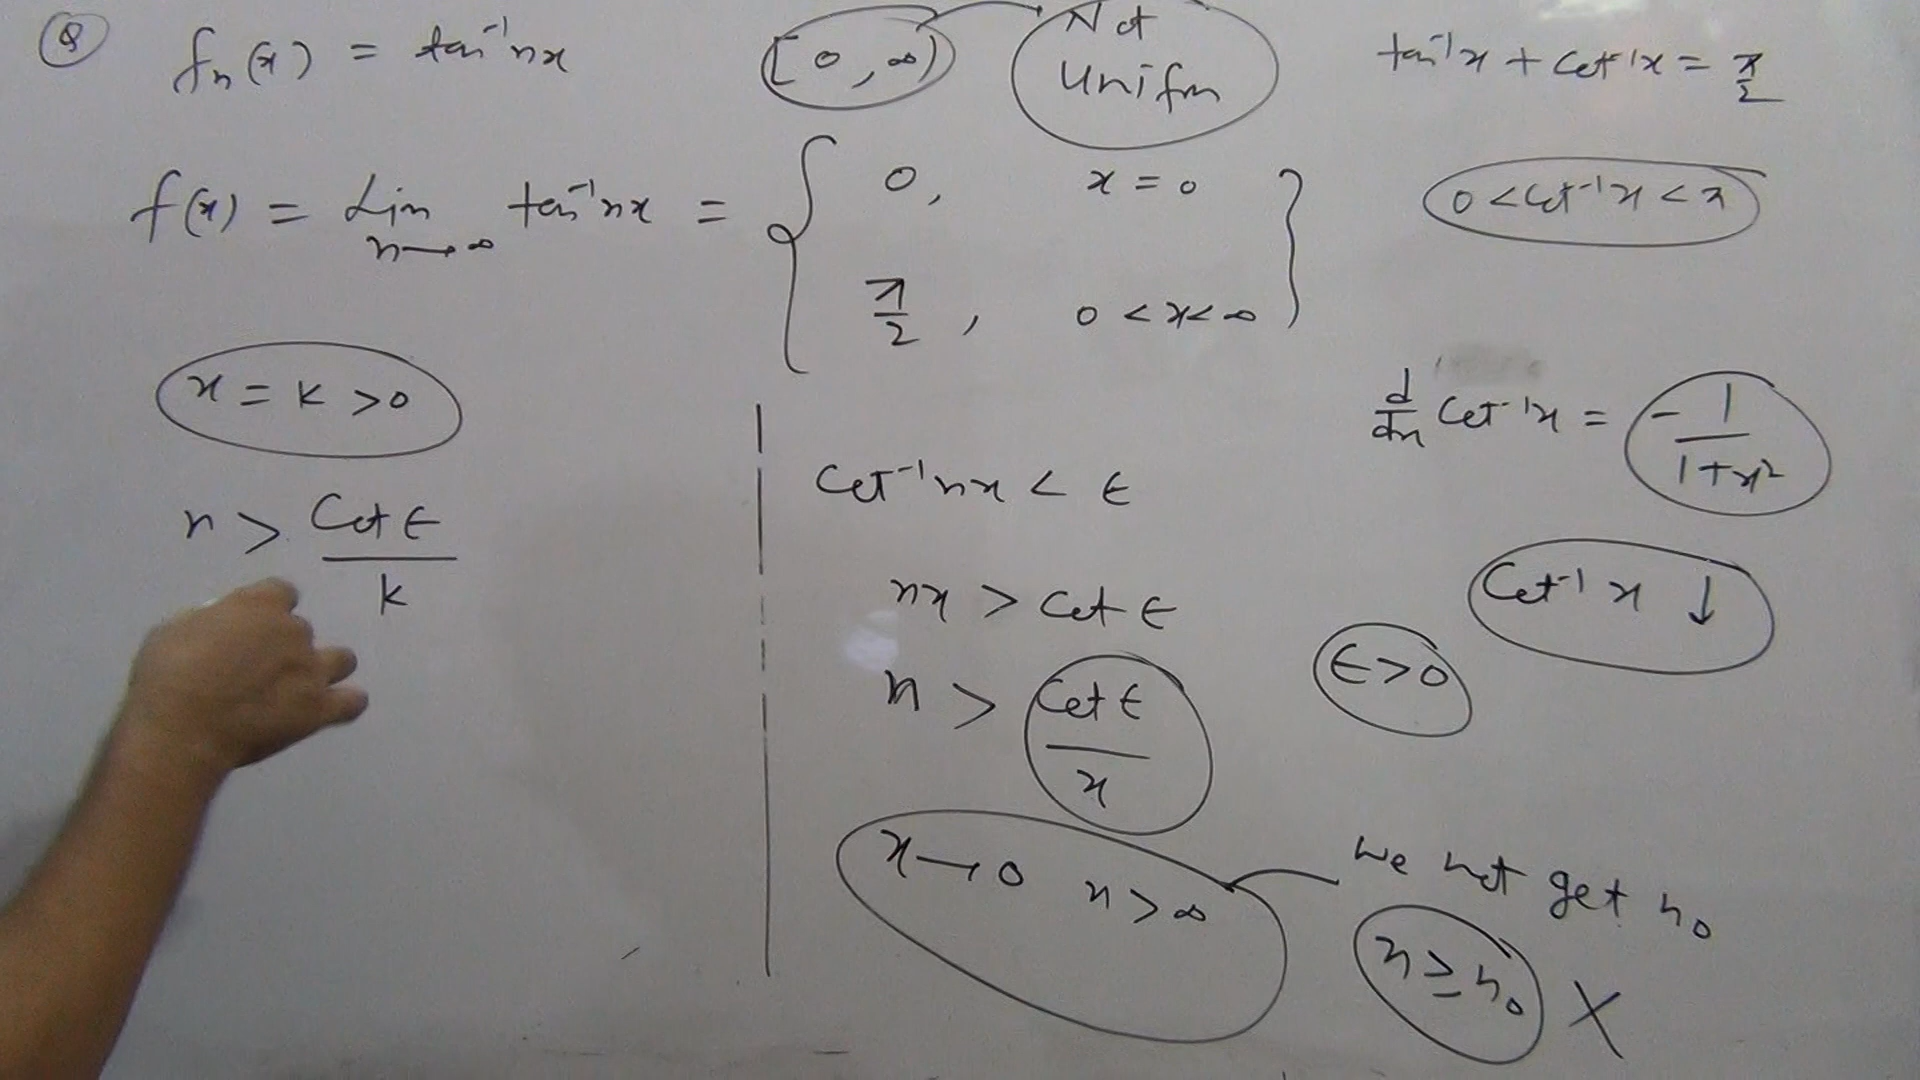 Q fₙ(x) = tan⁻¹nx [0, ∞) Not Unifm tan⁻¹x + Cot⁻¹x = π/2
f(x) = Lim n→∞ tan⁻¹nx = { 0, x = 0
π/2, 0 < x < ∞ }
0 < Cot⁻¹x < π
x = k > 0
n > Cot ϵ / k
d/dx Cot⁻¹x = - 1 / 1+x²
Cot⁻¹nx < ϵ
nx > Cot ϵ
n > Cot ϵ / x
Cot⁻¹x ↓
ϵ > 0
x → 0 n > ∞
we not get n₀
n ≥ n₀ X